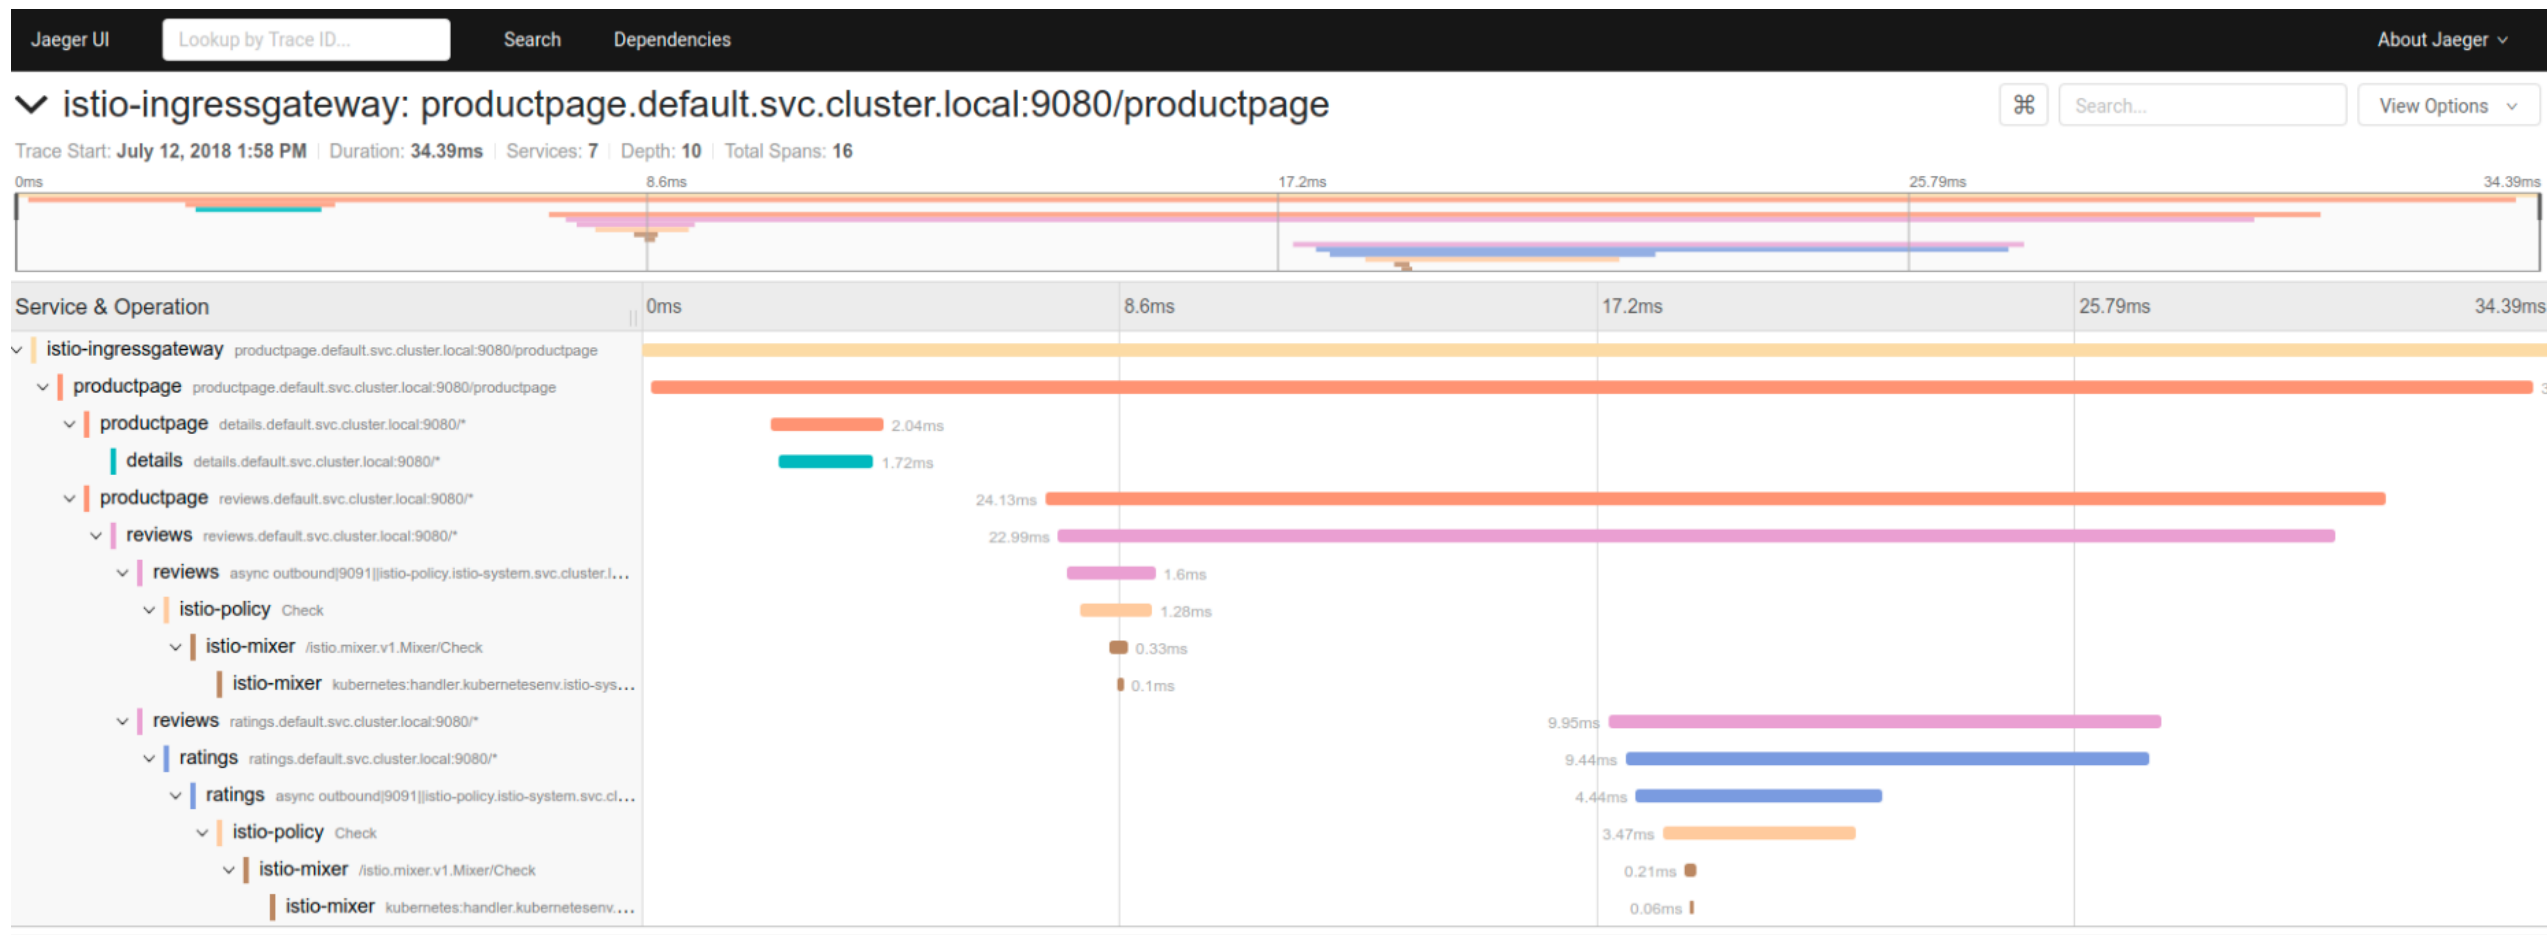 Jaeger UI Lookup by Trace ID... Search Dependencies About Jaeger
istio-ingressgateway: productpage.default.svc.cluster.local:9080/productpage ⌘ Search... View Options
Trace Start: July 12, 2018 1:58 PM Duration: 34.39ms Services: 7 Depth: 10 Total Spans: 16
0ms 8.6ms 17.2ms 25.79ms 34.39ms
Service & Operation 0ms 8.6ms 17.2ms 25.79ms 34.39ms
istio-ingressgateway productpage.default.svc.cluster.local:9080/productpage
productpage productpage.default.svc.cluster.local:9080/productpage 3
productpage details.default.svc.cluster.local:9080/* 2.04ms
details details.default.svc.cluster.local:9080/* 1.72ms
productpage reviews.default.svc.cluster.local:9080/* 24.13ms
reviews reviews.default.svc.cluster.local:9080/* 22.99ms
reviews async outbound|9091||istio-policy.istio-system.svc.cluster.l... 1.6ms
istio-policy Check 1.28ms
istio-mixer /istio.mixer.v1.Mixer/Check 0.33ms
istio-mixer kubernetes:handler.kubernetesenv.istio-sys... 0.1ms
reviews ratings.default.svc.cluster.local:9080/* 9.95ms
ratings ratings.default.svc.cluster.local:9080/* 9.44ms
ratings async outbound|9091||istio-policy.istio-system.svc.cl... 4.44ms
istio-policy Check 3.47ms
istio-mixer /istio.mixer.v1.Mixer/Check 0.21ms
istio-mixer kubernetes:handler.kubernetesenv.... 0.06ms